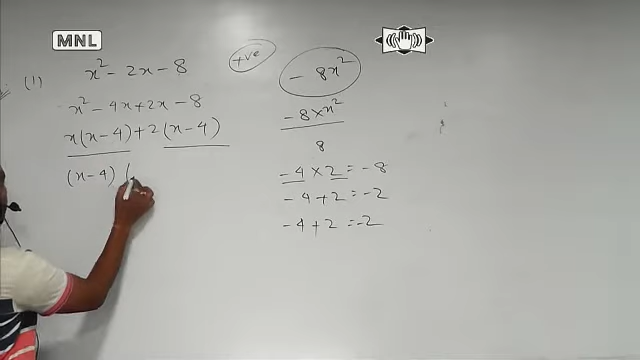 MNL
(1) x² - 2x - 8
x² - 4x + 2x - 8
x(x - 4) + 2(x - 4)
(x - 4) (
+ve
- 8x²
- 8 × x²
8
- 4 × 2 = - 8
- 4 + 2 = - 2
- 4 + 2 = - 2